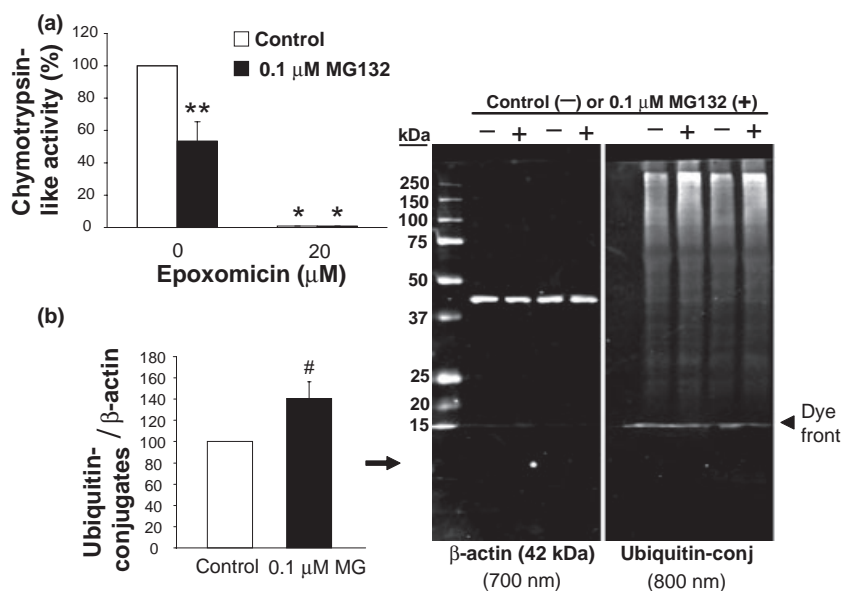 (a)
Chymotrypsin-
like activity (%)
120
100
80
60
40
20
0
Control
0.1 μM MG132
**
* *
0 20
Epoxomicin (μM)
(b)
Ubiquitin-
conjugates / β-actin
180
160
140
120
100
80
60
40
20
0
#
Control 0.1 μM MG
Control (—) or 0.1 μM MG132 (+)
kDa
— + — + — + — +
250
150
100
75
50
37
25
20
15
Dye
front
β-actin (42 kDa) Ubiquitin-conj
(700 nm) (800 nm)